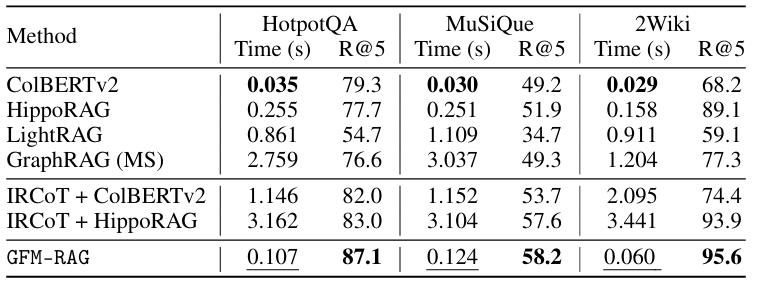 Method HotpotQA MuSiQue 2Wiki
Time (s) R@5 Time (s) R@5 Time (s) R@5
ColBERTv2 0.035 79.3 0.030 49.2 0.029 68.2
HippoRAG 0.255 77.7 0.251 51.9 0.158 89.1
LightRAG 0.861 54.7 1.109 34.7 0.911 59.1
GraphRAG (MS) 2.759 76.6 3.037 49.3 1.204 77.3
IRCoT + ColBERTv2 1.146 82.0 1.152 53.7 2.095 74.4
IRCoT + HippoRAG 3.162 83.0 3.104 57.6 3.441 93.9
GFM-RAG 0.107 87.1 0.124 58.2 0.060 95.6